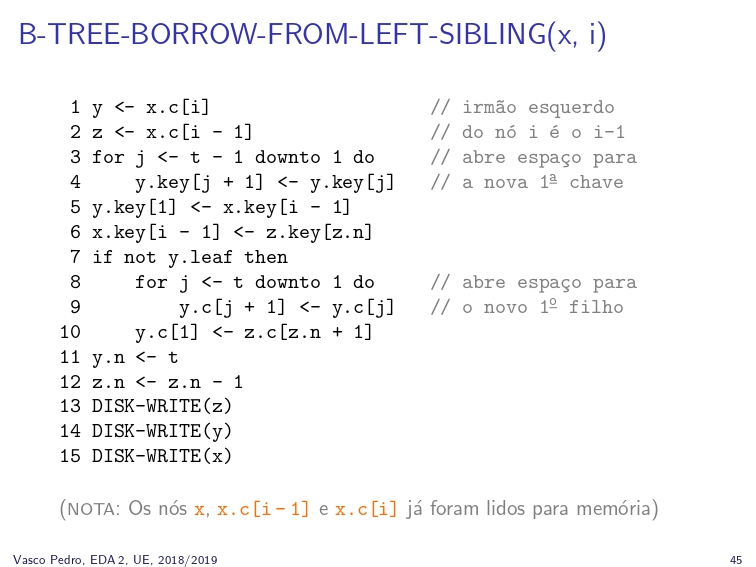 B-TREE-BORROW-FROM-LEFT-SIBLING(x, i)
1 y <- x.c[i] // irmão esquerdo
2 z <- x.c[i - 1] // do nó i é o i-1
3 for j <- t - 1 downto 1 do // abre espaço para
4 y.key[j + 1] <- y.key[j] // a nova 1ª chave
5 y.key[1] <- x.key[i - 1]
6 x.key[i - 1] <- z.key[z.n]
7 if not y.leaf then
8 for j <- t downto 1 do // abre espaço para
9 y.c[j + 1] <- y.c[j] // o novo 1º filho
10 y.c[1] <- z.c[z.n + 1]
11 y.n <- t
12 z.n <- z.n - 1
13 DISK-WRITE(z)
14 DISK-WRITE(y)
15 DISK-WRITE(x)
(NOTA: Os nós x, x.c[i-1] e x.c[i] já foram lidos para memória)
Vasco Pedro, EDA 2, UE, 2018/2019 45